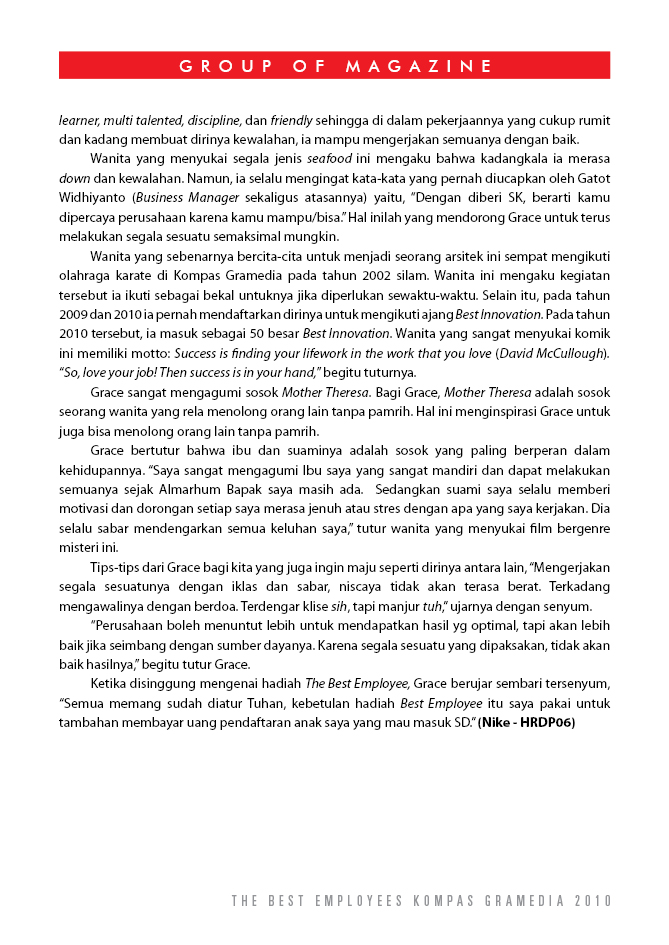 GROUP OF MAGAZINE
learner, multi talented, discipline, dan friendly sehingga di dalam pekerjaannya yang cukup rumit
dan kadang membuat dirinya kewalahan, ia mampu mengerjakan semuanya dengan baik.
Wanita yang menyukai segala jenis seafood ini mengaku bahwa kadangkala ia merasa
down dan kewalahan. Namun, ia selalu mengingat kata-kata yang pernah diucapkan oleh Gatot
Widhiyanto (Business Manager sekaligus atasannya) yaitu, “Dengan diberi SK, berarti kamu
dipercaya perusahaan karena kamu mampu/bisa.” Hal inilah yang mendorong Grace untuk terus
melakukan segala sesuatu semaksimal mungkin.
Wanita yang sebenarnya bercita-cita untuk menjadi seorang arsitek ini sempat mengikuti
olahraga karate di Kompas Gramedia pada tahun 2002 silam. Wanita ini mengaku kegiatan
tersebut ia ikuti sebagai bekal untuknya jika diperlukan sewaktu-waktu. Selain itu, pada tahun
2009 dan 2010 ia pernah mendaftarkan dirinya untuk mengikuti ajang Best Innovation. Pada tahun
2010 tersebut, ia masuk sebagai 50 besar Best Innovation. Wanita yang sangat menyukai komik
ini memiliki motto: Success is finding your lifework in the work that you love (David McCullough).
“So, love your job! Then success is in your hand,” begitu tuturnya.
Grace sangat mengagumi sosok Mother Theresa. Bagi Grace, Mother Theresa adalah sosok
seorang wanita yang rela menolong orang lain tanpa pamrih. Hal ini menginspirasi Grace untuk
juga bisa menolong orang lain tanpa pamrih.
Grace bertutur bahwa ibu dan suaminya adalah sosok yang paling berperan dalam
kehidupannya. “Saya sangat mengagumi Ibu saya yang sangat mandiri dan dapat melakukan
semuanya sejak Almarhum Bapak saya masih ada. Sedangkan suami saya selalu memberi
motivasi dan dorongan setiap saya merasa jenuh atau stres dengan apa yang saya kerjakan. Dia
selalu sabar mendengarkan semua keluhan saya,” tutur wanita yang menyukai film bergenre
misteri ini.
Tips-tips dari Grace bagi kita yang juga ingin maju seperti dirinya antara lain, “Mengerjakan
segala sesuatunya dengan iklas dan sabar, niscaya tidak akan terasa berat. Terkadang
mengawalinya dengan berdoa. Terdengar klise sih, tapi manjur tuh,” ujarnya dengan senyum.
“Perusahaan boleh menuntut lebih untuk mendapatkan hasil yg optimal, tapi akan lebih
baik jika seimbang dengan sumber dayanya. Karena segala sesuatu yang dipaksakan, tidak akan
baik hasilnya,” begitu tutur Grace.
Ketika disinggung mengenai hadiah The Best Employee, Grace berujar sembari tersenyum,
“Semua memang sudah diatur Tuhan, kebetulan hadiah Best Employee itu saya pakai untuk
tambahan membayar uang pendaftaran anak saya yang mau masuk SD.” (Nike - HRDP06)
THE BEST EMPLOYEES KOMPAS GRAMEDIA 2010